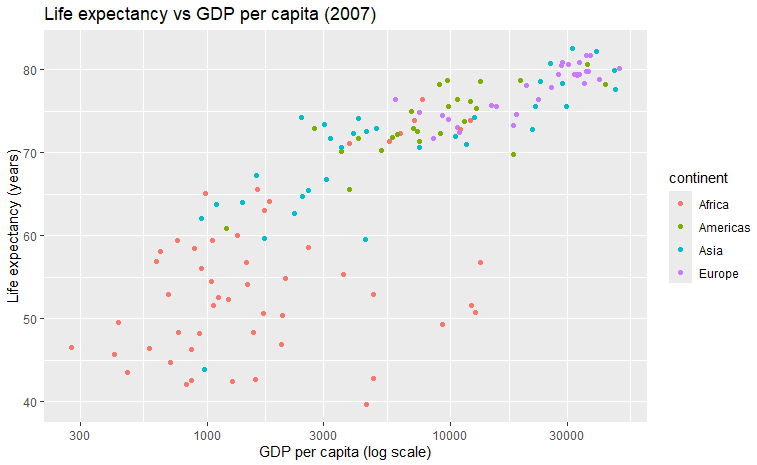 Life expectancy vs GDP per capita (2007)
Life expectancy (years)
80
70
60
50
40
300 1000 3000 10000 30000
GDP per capita (log scale)
continent
Africa
Americas
Asia
Europe